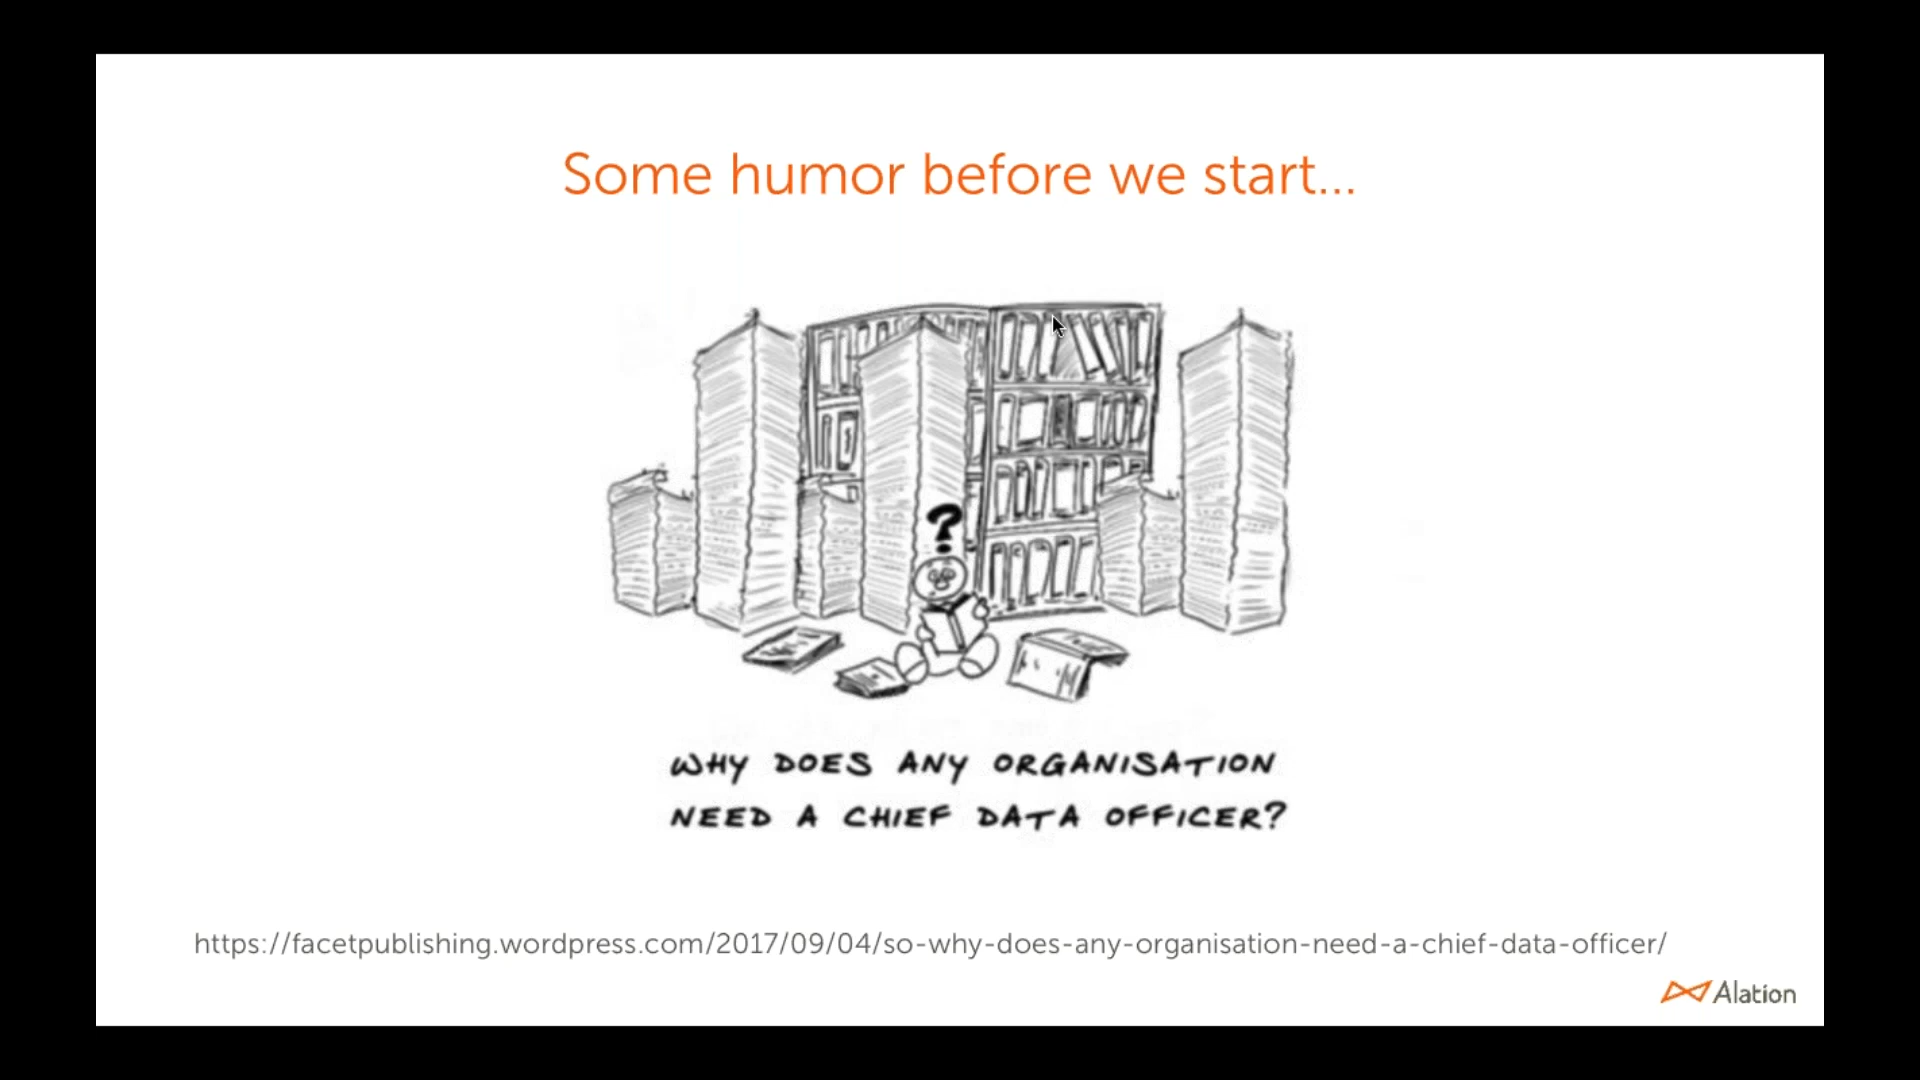 Some humor before we start...
?
WHY DOES ANY ORGANISATION
NEED A CHIEF DATA OFFICER?
https://facetpublishing.wordpress.com/2017/09/04/so-why-does-any-organisation-need-a-chief-data-officer/
Alation